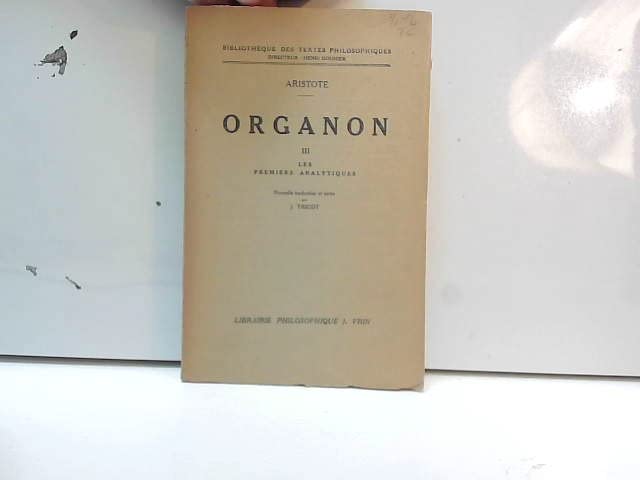 BIBLIOTHÈQUE DES TEXTES PHILOSOPHIQUES
DIRECTEUR : HENRI GOUHIER
ARISTOTE
ORGANON
III
LES
PREMIERS ANALYTIQUES
Nouvelle traduction et notes
par
J. TRICOT
LIBRAIRIE PHILOSOPHIQUE J. VRIN